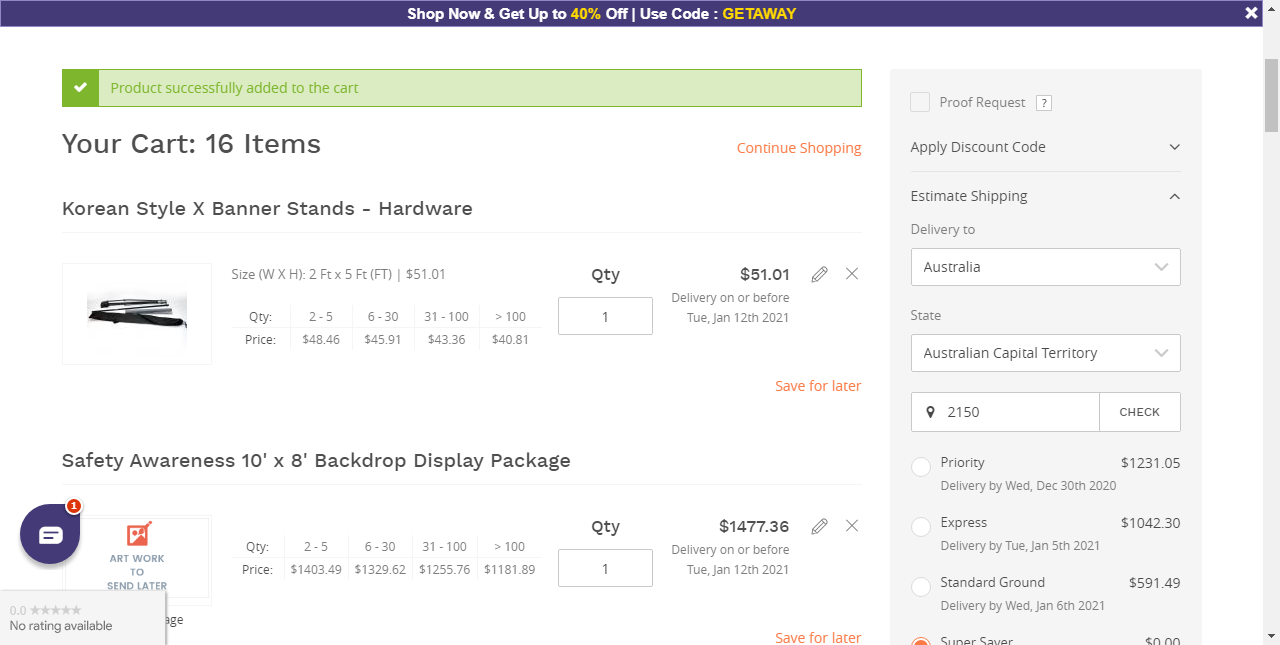 Shop Now & Get Up to 40% Off | Use Code : GETAWAY
Product successfully added to the cart
Your Cart: 16 Items
Continue Shopping
Korean Style X Banner Stands - Hardware
Size (W X H): 2 Ft x 5 Ft (FT) | $51.01
Qty: 2 - 5 6 - 30 31 - 100 > 100
Price: $48.46 $45.91 $43.36 $40.81
Qty
1
$51.01
Delivery on or before
Tue, Jan 12th 2021
Save for later
Safety Awareness 10' x 8' Backdrop Display Package
ART WORK
TO
SEND LATER
Qty: 2 - 5 6 - 30 31 - 100 > 100
Price: $1403.49 $1329.62 $1255.76 $1181.89
Qty
1
$1477.36
Delivery on or before
Tue, Jan 12th 2021
Save for later
1
0.0
No rating available
Proof Request ?
Apply Discount Code
Estimate Shipping
Delivery to
Australia
State
Australian Capital Territory
2150 CHECK
Priority $1231.05
Delivery by Wed, Dec 30th 2020
Express $1042.30
Delivery by Tue, Jan 5th 2021
Standard Ground $591.49
Delivery by Wed, Jan 6th 2021
Super Saver $0.00